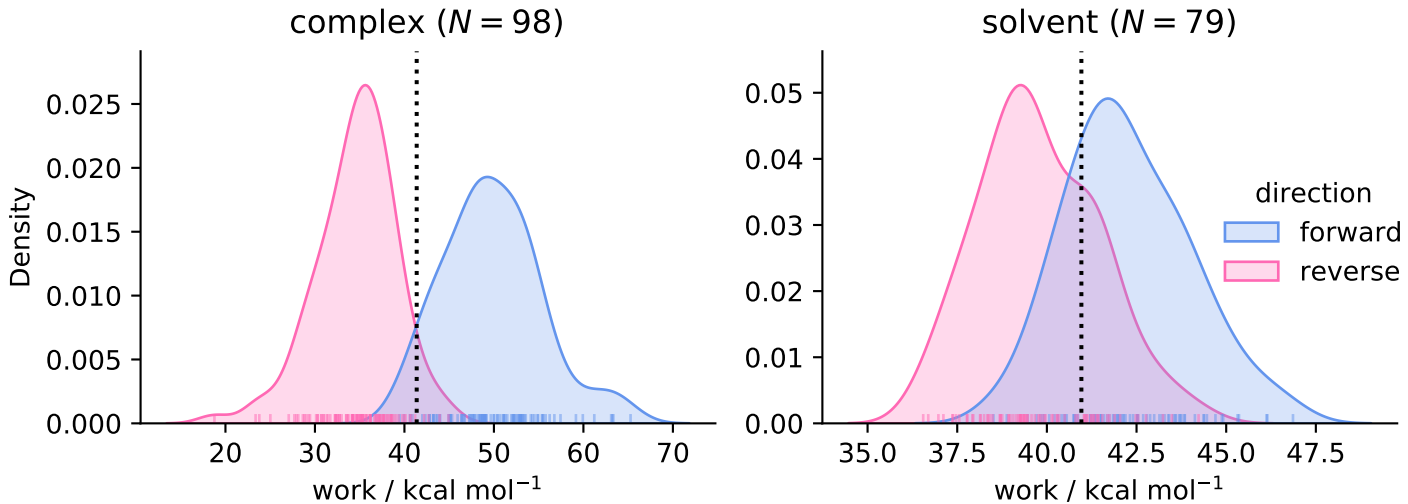 complex (N = 98)
Density
0.025
0.020
0.015
0.010
0.005
0.000
20 30 40 50 60 70
work / kcal mol⁻¹
solvent (N = 79)
0.05
0.04
0.03
0.02
0.01
0.00
35.0 37.5 40.0 42.5 45.0 47.5
work / kcal mol⁻¹
direction
forward
reverse